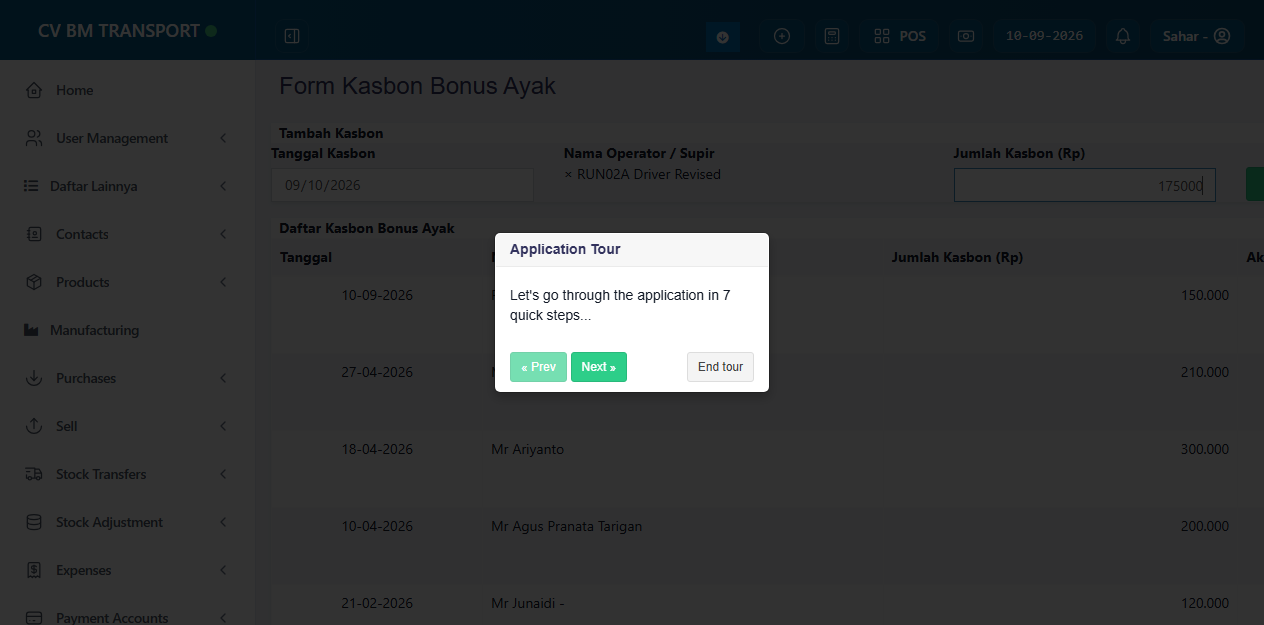 CV BM TRANSPORT
POS
10-09-2026
Sahar -
Home
User Management
Daftar Lainnya
Contacts
Products
Manufacturing
Purchases
Sell
Stock Transfers
Stock Adjustment
Expenses
Payment Accounts
Form Kasbon Bonus Ayak
Tambah Kasbon
Tanggal Kasbon
Nama Operator / Supir
Jumlah Kasbon (Rp)
09/10/2026
× RUN02A Driver Revised
175000
Daftar Kasbon Bonus Ayak
Tanggal
Jumlah Kasbon (Rp)
10-09-2026
150.000
27-04-2026
210.000
18-04-2026
Mr Ariyanto
300.000
10-04-2026
Mr Agus Pranata Tarigan
200.000
21-02-2026
Mr Junaidi -
120.000
Application Tour
Let's go through the application in 7
quick steps...
« Prev
Next »
End tour